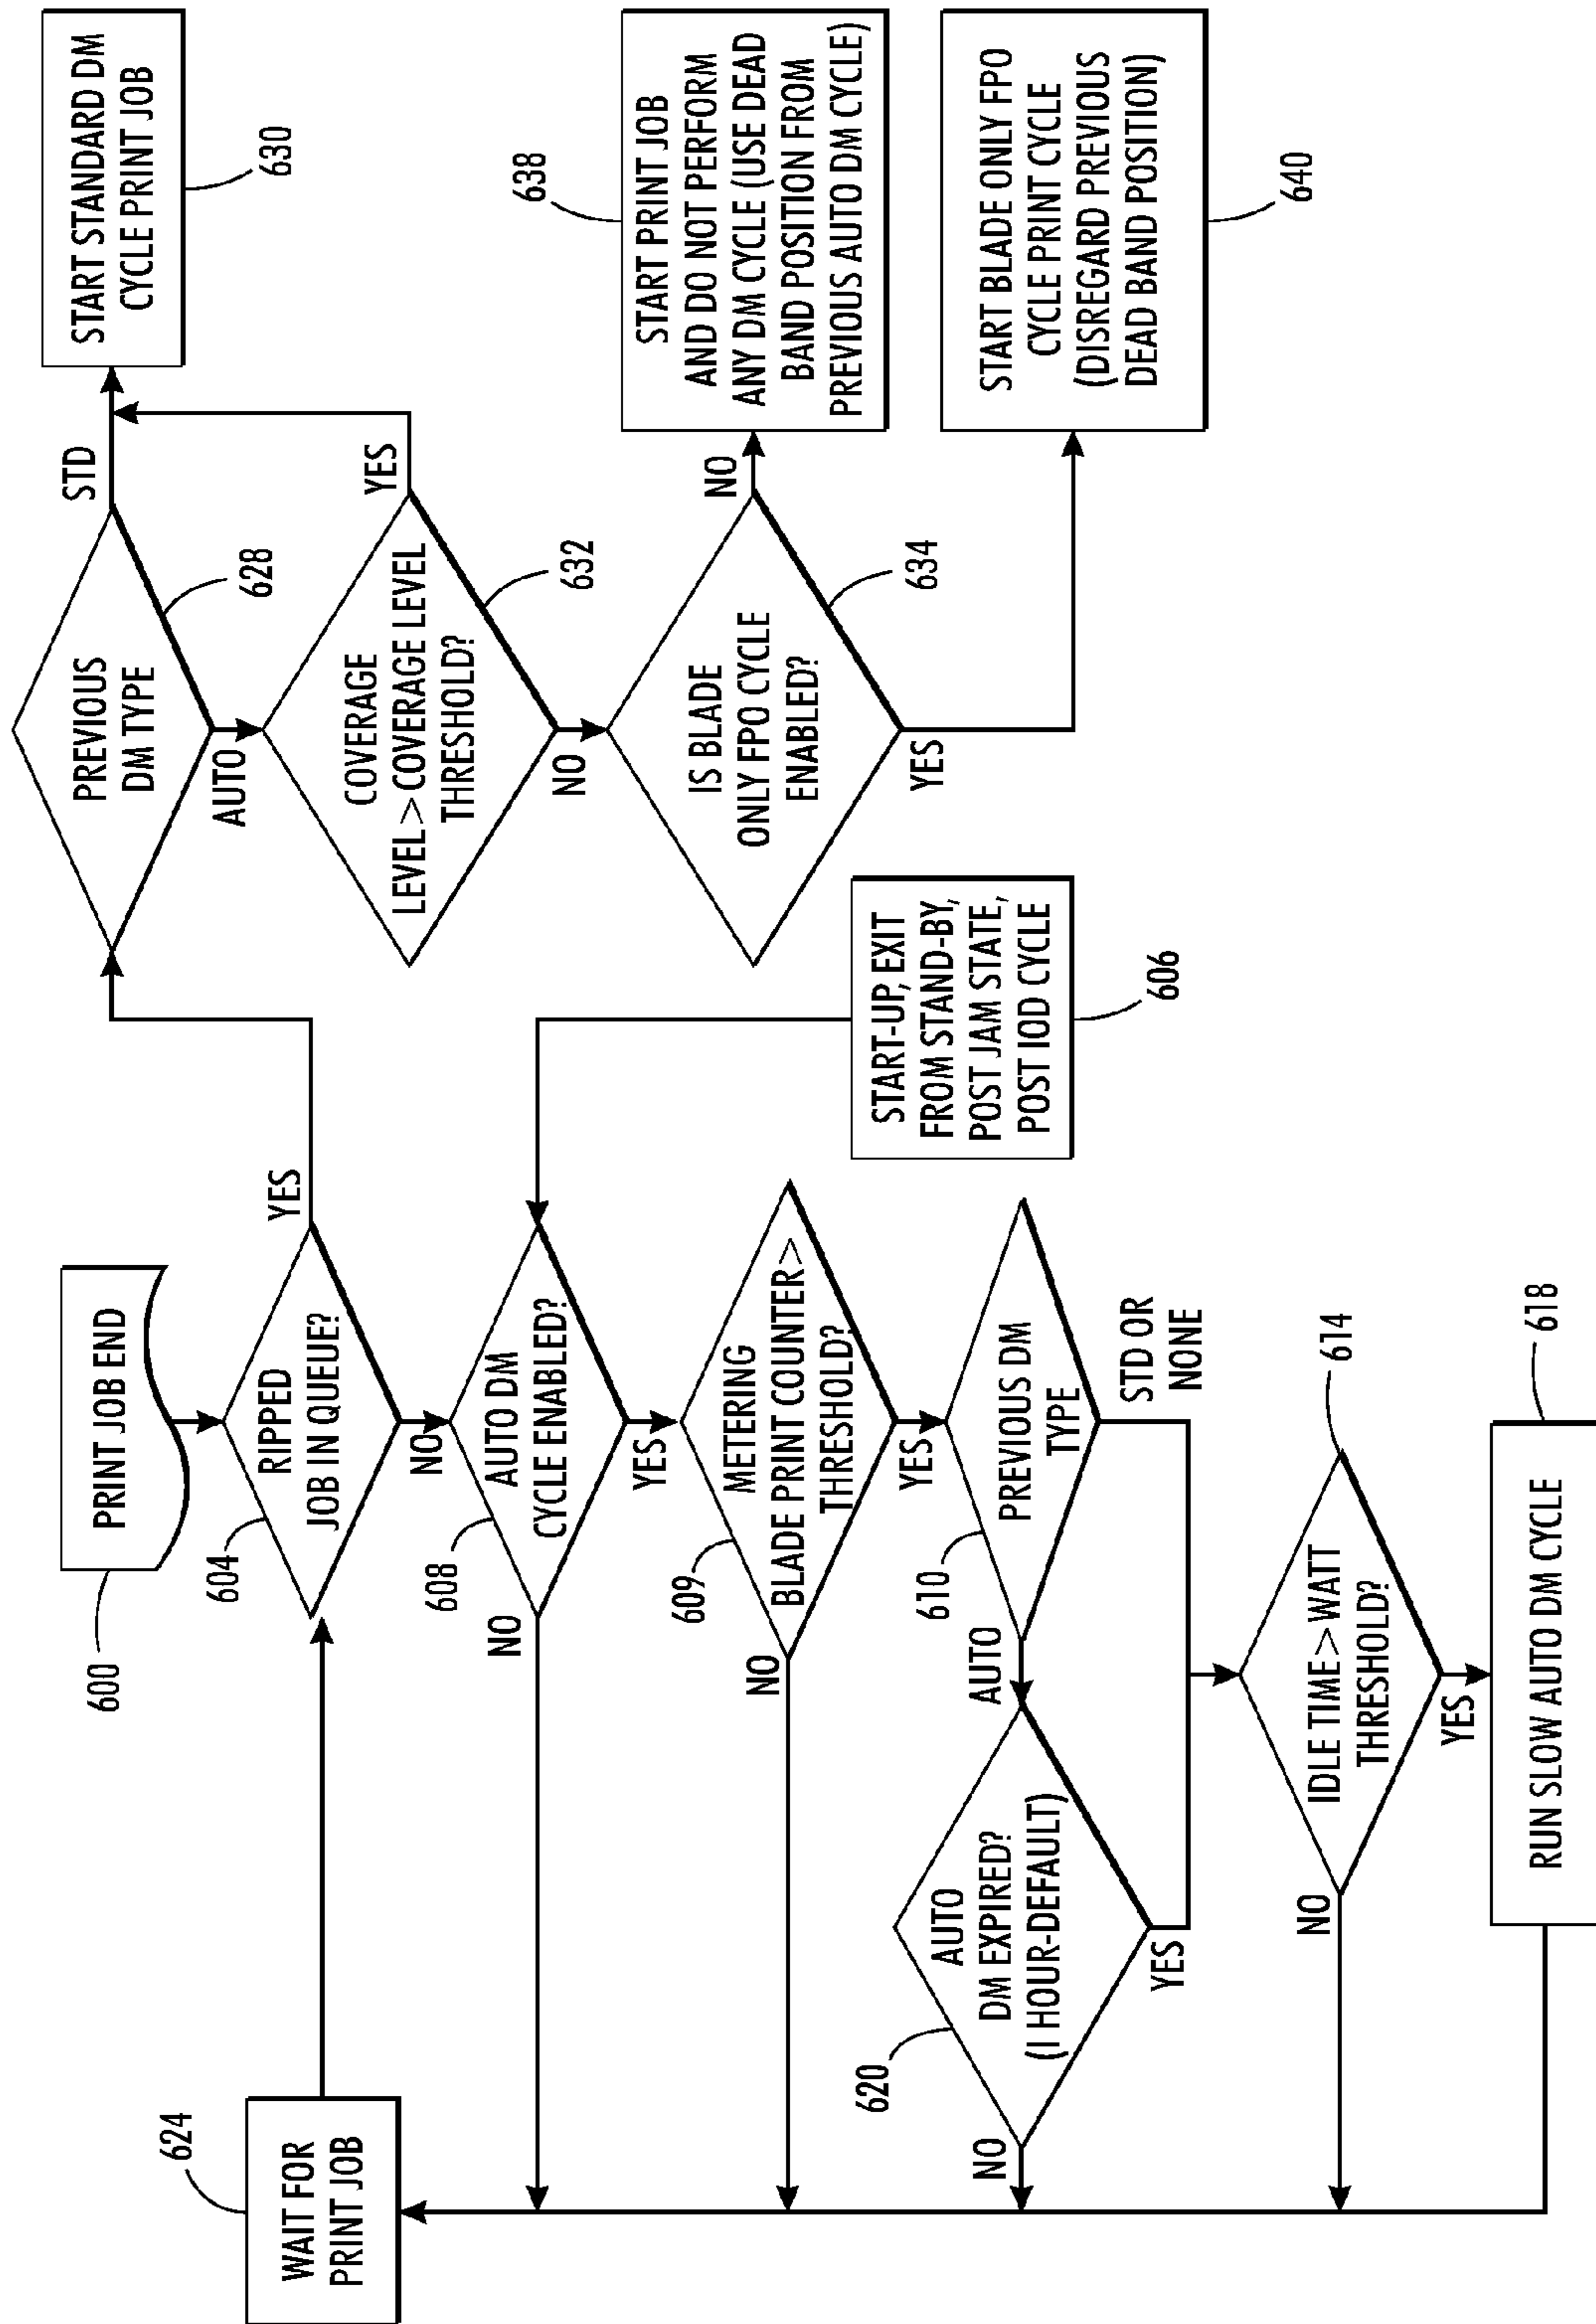 PRINT JOB END
600
RIPPED
JOB IN QUEUE?
604
YES
NO
WAIT FOR
PRINT JOB
624
AUTO DM
CYCLE ENABLED?
608
NO
YES
START-UP, EXIT
FROM STAND-BY,
POST JAM STATE,
POST IOD CYCLE
606
METERING
BLADE PRINT COUNTER >
THRESHOLD?
609
NO
YES
PREVIOUS DM
TYPE
610
AUTO
STD OR
NONE
AUTO
DM EXPIRED?
(1 HOUR-DEFAULT)
620
NO
YES
IDLE TIME > WATT
THRESHOLD?
614
NO
YES
RUN SLOW AUTO DM CYCLE
618
PREVIOUS
DM TYPE
628
STD
AUTO
START STANDARD DM
CYCLE PRINT JOB
630
COVERAGE
LEVEL > COVERAGE LEVEL
THRESHOLD?
632
YES
NO
IS BLADE
ONLY FPO CYCLE
ENABLED?
634
NO
YES
START PRINT JOB
AND DO NOT PERFORM
ANY DM CYCLE (USE DEAD
BAND POSITION FROM
PREVIOUS AUTO DM CYCLE)
638
START BLADE ONLY FPO
CYCLE PRINT CYCLE
(DISREGARD PREVIOUS
DEAD BAND POSITION)
640